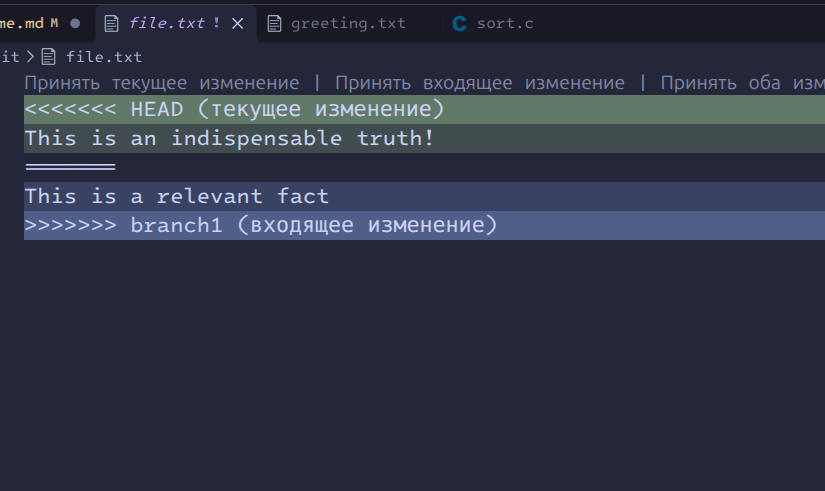 me.md M ● file.txt ! × greeting.txt C sort.c
it > file.txt
Принять текущее изменение | Принять входящее изменение | Принять оба
<<<<<<< HEAD (текущее изменение)
This is an indispensable truth!
=======
This is a relevant fact
>>>>>>> branch1 (входящее изменение)